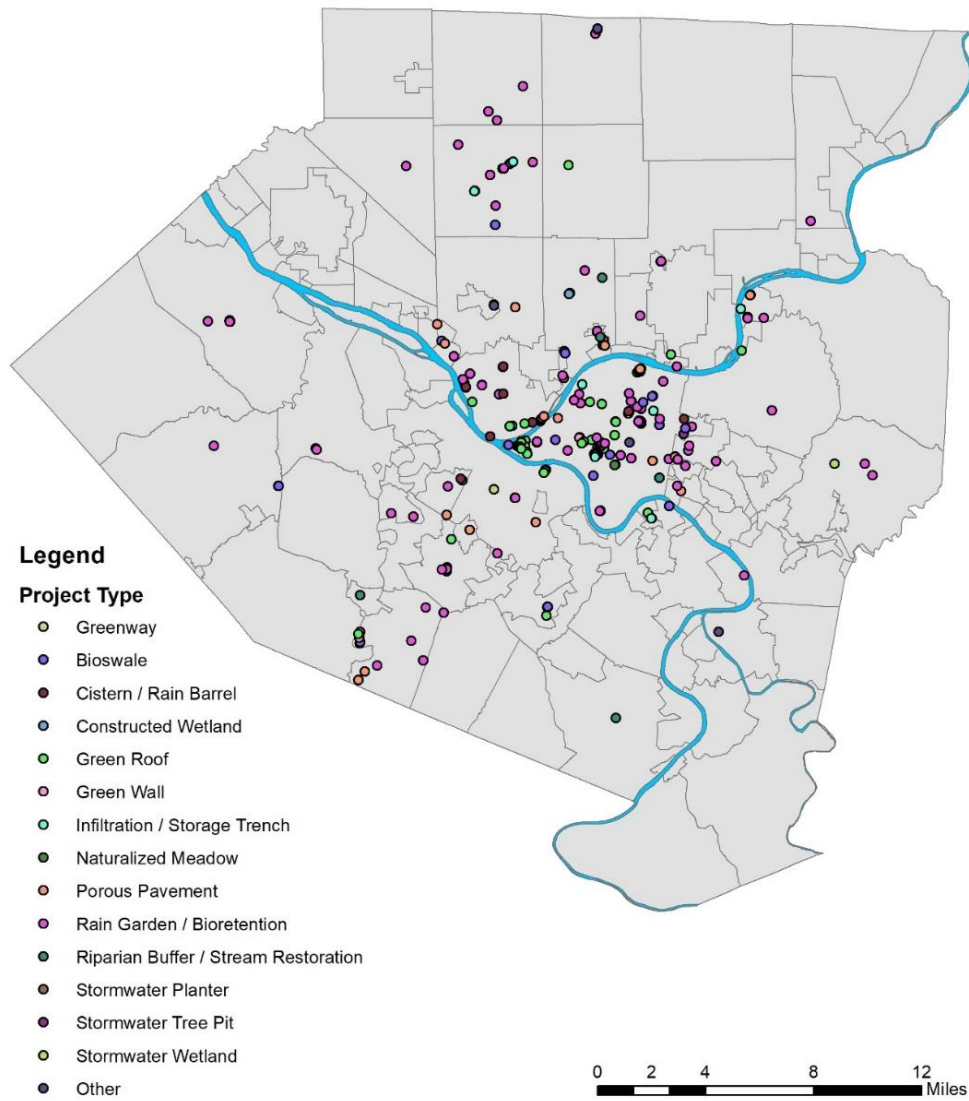 Legend
Project Type
Greenway
Bioswale
Cistern / Rain Barrel
Constructed Wetland
Green Roof
Green Wall
Infiltration / Storage Trench
Naturalized Meadow
Porous Pavement
Rain Garden / Bioretention
Riparian Buffer / Stream Restoration
Stormwater Planter
Stormwater Tree Pit
Stormwater Wetland
Other
0 2 4 8 12
Miles